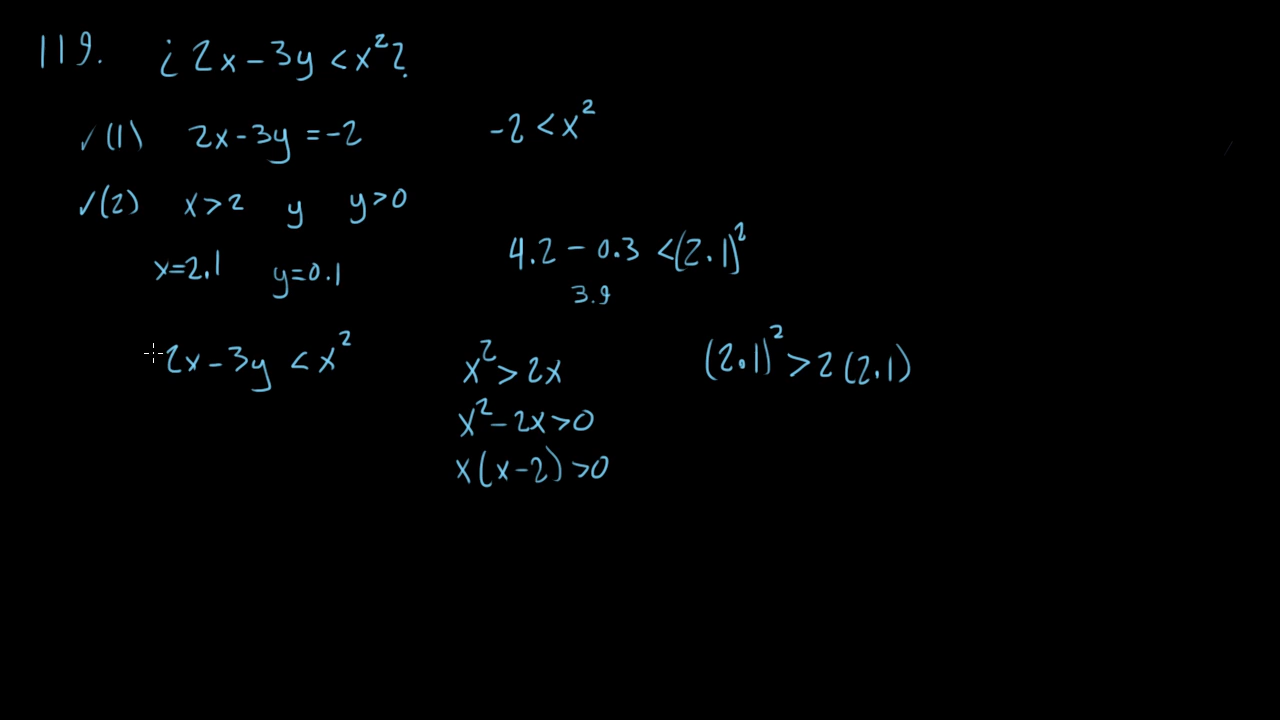 119. ¿2x-3y<x²?
✓(1) 2x-3y=-2 -2<x²
✓(2) x>2 y y>0
4.2-0.3<(2.1)²
x=2.1 y=0.1
3.9
2x-3y<x² x²>2x (2.1)²>2(2.1)
x²-2x>0
x(x-2)>0